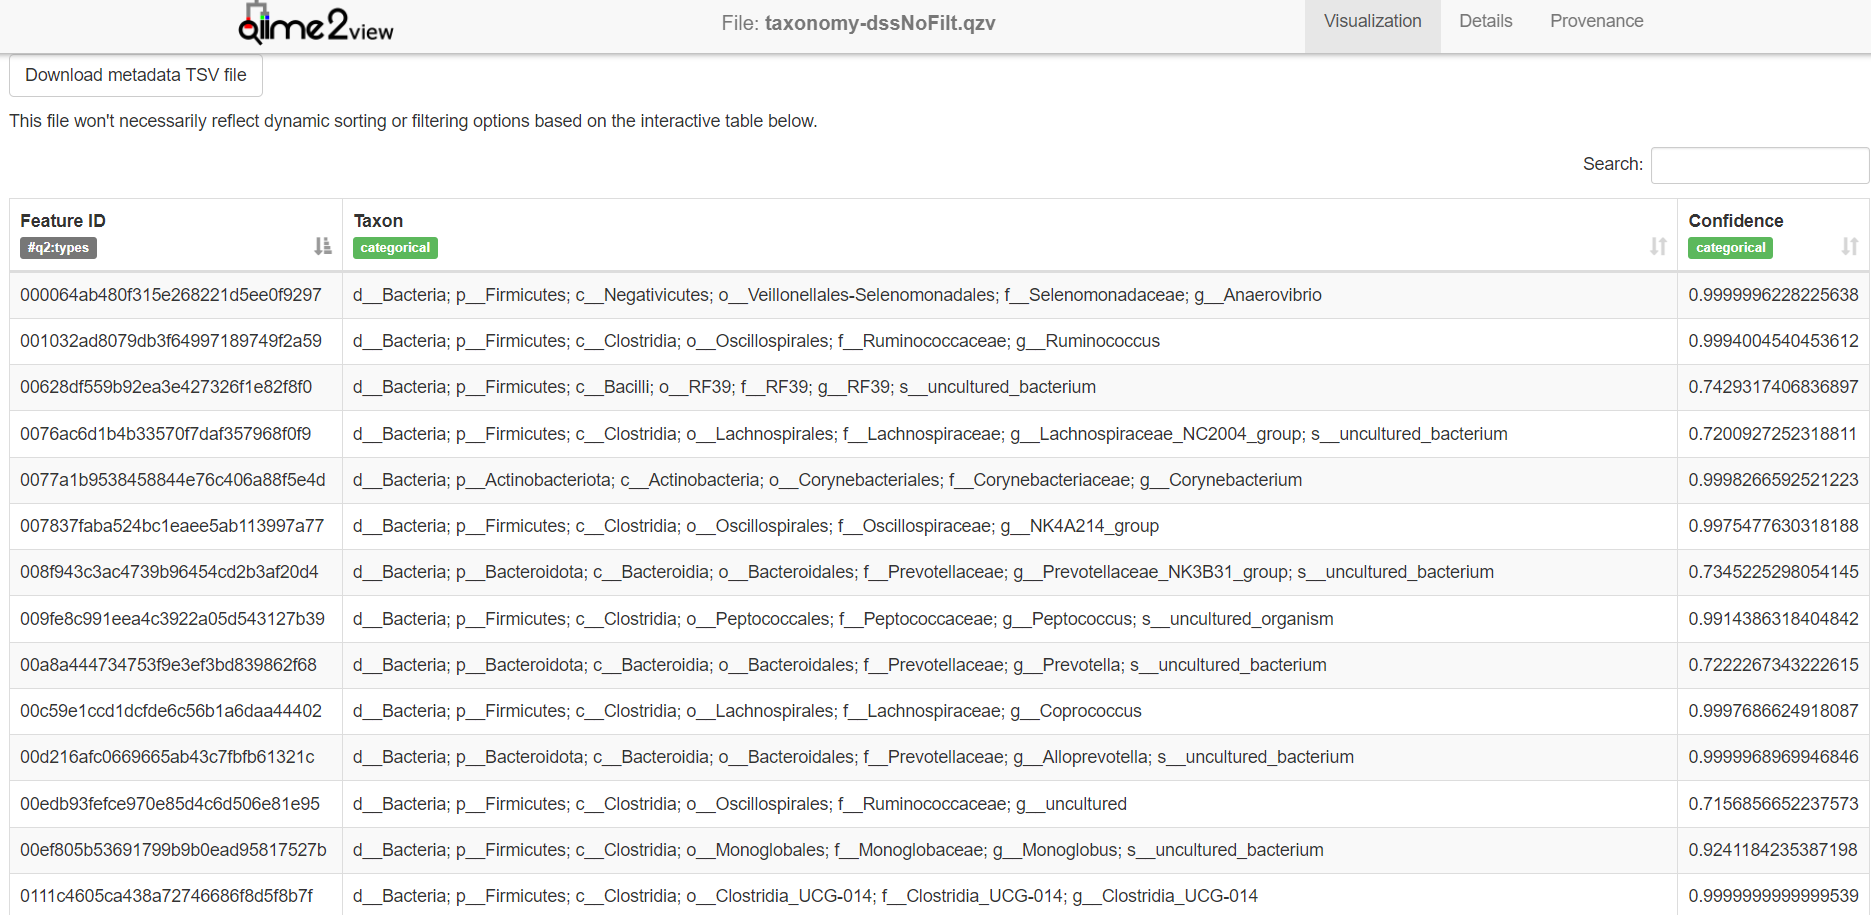 qiime2view File: taxonomy-dssNoFilt.qzv Visualization Details Provenance
Download metadata TSV file
This file won't necessarily reflect dynamic sorting or filtering options based on the interactive table below.
Search:
Feature ID Taxon Confidence
#q2:types categorical categorical
000064ab480f315e268221d5ee0f9297 d__Bacteria; p__Firmicutes; c__Negativicutes; o__Veillonellales-Selenomonadales; f__Selenomonadaceae; g__Anaerovibrio 0.9999996228225638
001032ad8079db3f64997189749f2a59 d__Bacteria; p__Firmicutes; c__Clostridia; o__Oscillospirales; f__Ruminococcaceae; g__Ruminococcus 0.9994004540453612
00628df559b92ea3e427326f1e82f8f0 d__Bacteria; p__Firmicutes; c__Bacilli; o__RF39; f__RF39; g__RF39; s__uncultured_bacterium 0.7429317406836897
0076ac6d1b4b33570f7daf357968f0f9 d__Bacteria; p__Firmicutes; c__Clostridia; o__Lachnospirales; f__Lachnospiraceae; g__Lachnospiraceae_NC2004_group; s__uncultured_bacterium 0.7200927252318811
0077a1b9538458844e76c406a88f5e4d d__Bacteria; p__Actinobacteriota; c__Actinobacteria; o__Corynebacteriales; f__Corynebacteriaceae; g__Corynebacterium 0.9998266592521223
007837faba524bc1eaee5ab113997a77 d__Bacteria; p__Firmicutes; c__Clostridia; o__Oscillospirales; f__Oscillospiraceae; g__NK4A214_group 0.9975477630318188
008f943c3ac4739b96454cd2b3af20d4 d__Bacteria; p__Bacteroidota; c__Bacteroidia; o__Bacteroidales; f__Prevotellaceae; g__Prevotellaceae_NK3B31_group; s__uncultured_bacterium 0.7345225298054145
009fe8c991eea4c3922a05d543127b39 d__Bacteria; p__Firmicutes; c__Clostridia; o__Peptococcales; f__Peptococcaceae; g__Peptococcus; s__uncultured_organism 0.9914386318404842
00a8a444734753f9e3ef3bd839862f68 d__Bacteria; p__Bacteroidota; c__Bacteroidia; o__Bacteroidales; f__Prevotellaceae; g__Prevotella; s__uncultured_bacterium 0.7222267343222615
00c59e1ccd1dcfde6c56b1a6daa44402 d__Bacteria; p__Firmicutes; c__Clostridia; o__Lachnospirales; f__Lachnospiraceae; g__Coprococcus 0.9997686624918087
00d216afc0669665ab43c7fbfb61321c d__Bacteria; p__Bacteroidota; c__Bacteroidia; o__Bacteroidales; f__Prevotellaceae; g__Alloprevotella; s__uncultured_bacterium 0.9999968969946846
00edb93fefce970e85d4c6d506e81e95 d__Bacteria; p__Firmicutes; c__Clostridia; o__Oscillospirales; f__Ruminococcaceae; g__uncultured 0.7156856652237573
00ef805b53691799b9b0ead95817527b d__Bacteria; p__Firmicutes; c__Clostridia; o__Monoglobales; f__Monoglobaceae; g__Monoglobus; s__uncultured_bacterium 0.9241184235387198
0111c4605ca438a72746686f8d5f8b7f d__Bacteria; p__Firmicutes; c__Clostridia; o__Clostridia_UCG-014; f__Clostridia_UCG-014; g__Clostridia_UCG-014 0.9999999999999539